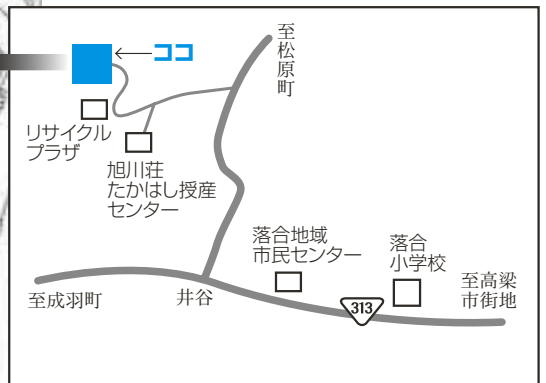 ココ
至松原町
リサイクル
プラザ
旭川荘
たかはし授産
センター
落合地域
市民センター
落合
小学校
至成羽町
井谷
313
至高梁
市街地